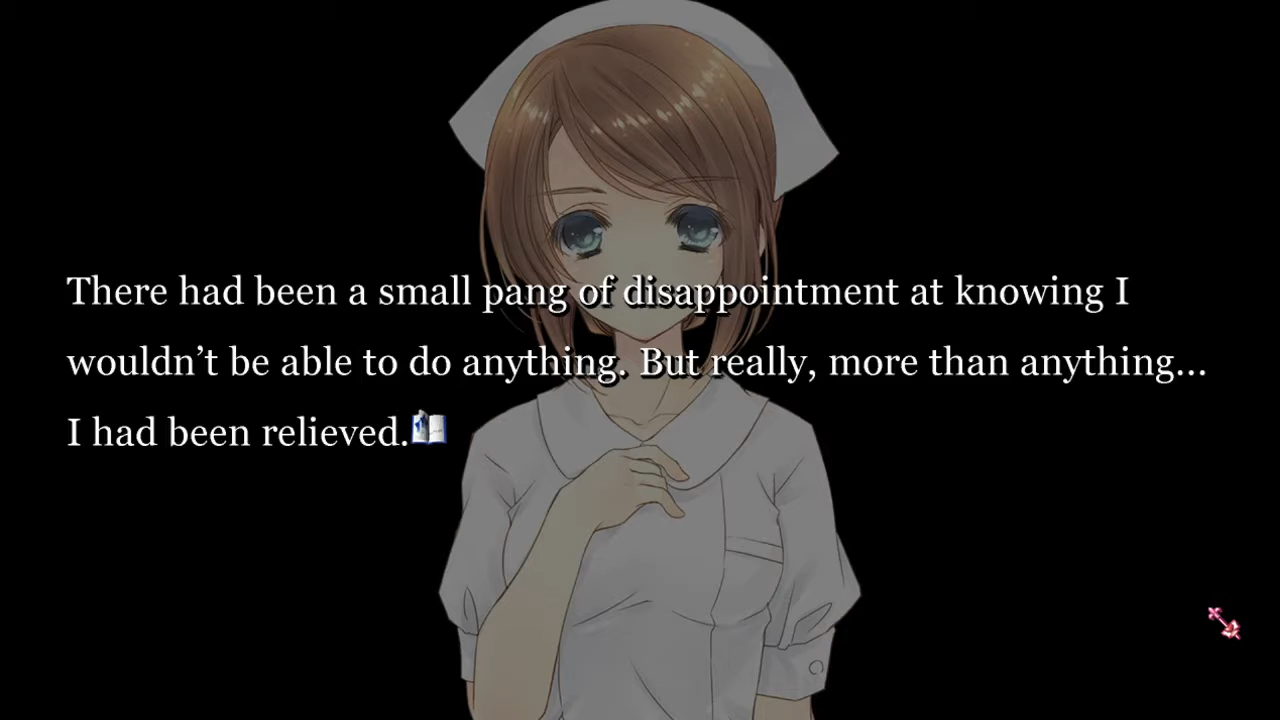 There had been a small pang of disappointment at knowing I
wouldn’t be able to do anything. But really, more than anything...
I had been relieved.